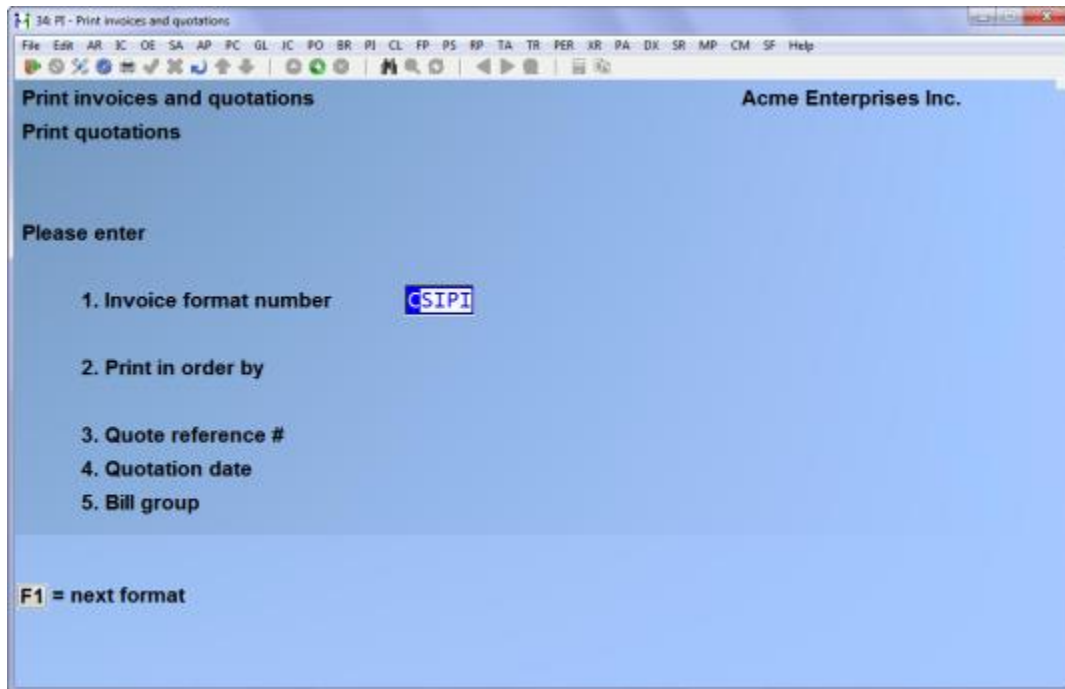 34: PI - Print invoices and quotations
File Edit AR IC OE SA AP PC GL JC PO BR PI CL FP PS RP TA TR PER XR PA DX SR MP CM SF Help
Print invoices and quotations Acme Enterprises Inc.
Print quotations
Please enter
1. Invoice format number CSIPI
2. Print in order by
3. Quote reference #
4. Quotation date
5. Bill group
F1 = next format